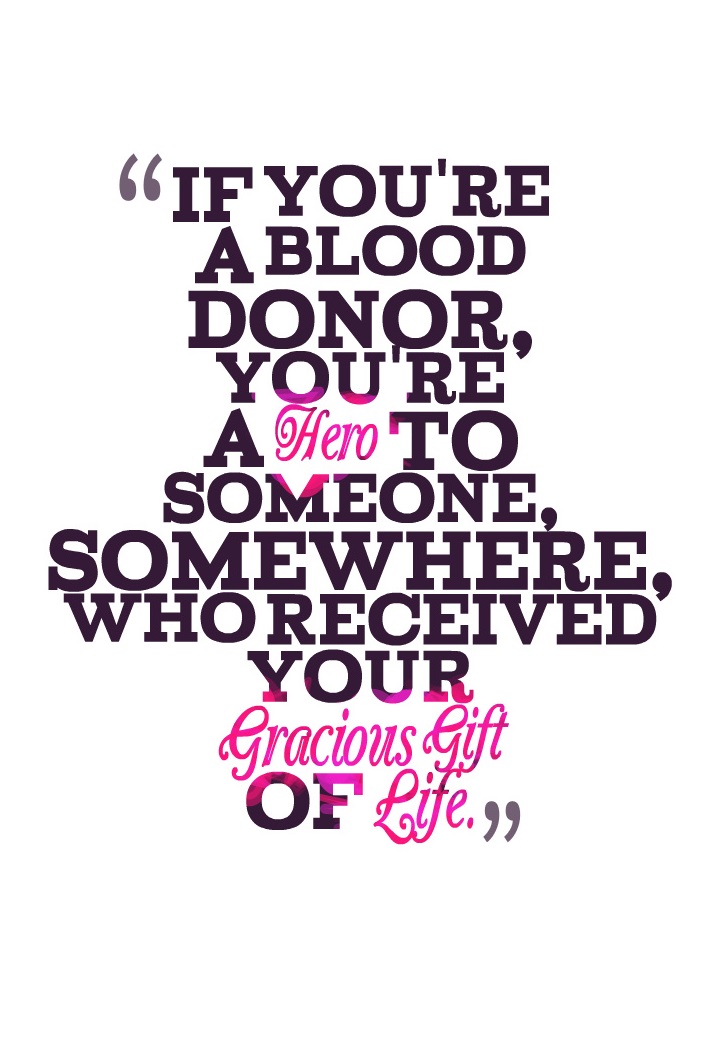 “IF YOU'RE
A BLOOD
DONOR,
YOU'RE
A Hero TO
SOMEONE,
SOMEWHERE,
WHO RECEIVED
YOUR
Gracious Gift
OF Life.”